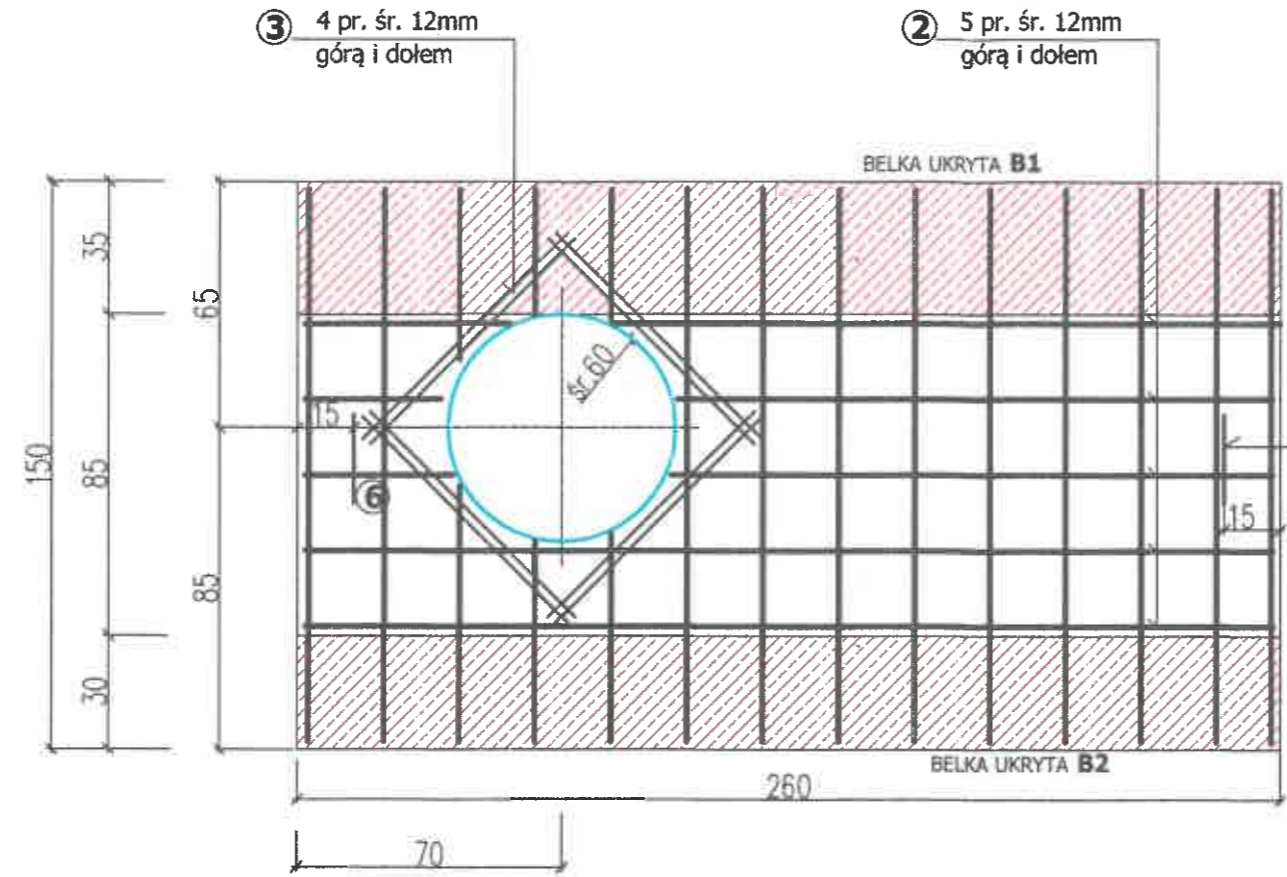 ③ 4 pr. śr. 12mm
górą i dołem
② 5 pr. śr. 12mm
górą i dołem
BELKA UKRYTA B1
35
65
śr.60
15
150
85
⑥
15
85
30
BELKA UKRYTA B2
260
70